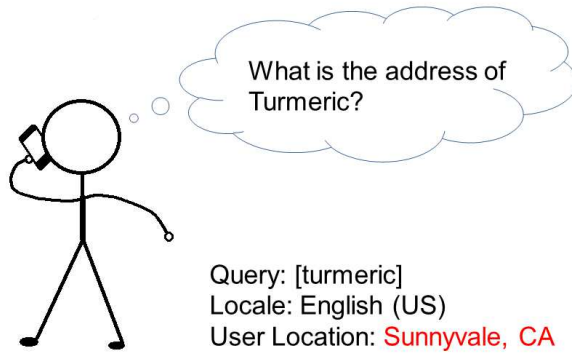 What is the address of
Turmeric?
Query: [turmeric]
Locale: English (US)
User Location: Sunnyvale, CA